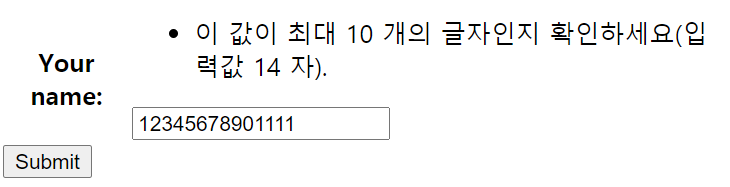 이 값이 최대 10 개의 글자인지 확인하세요(입
력값 14 자).
Your
name:
12345678901111
Submit